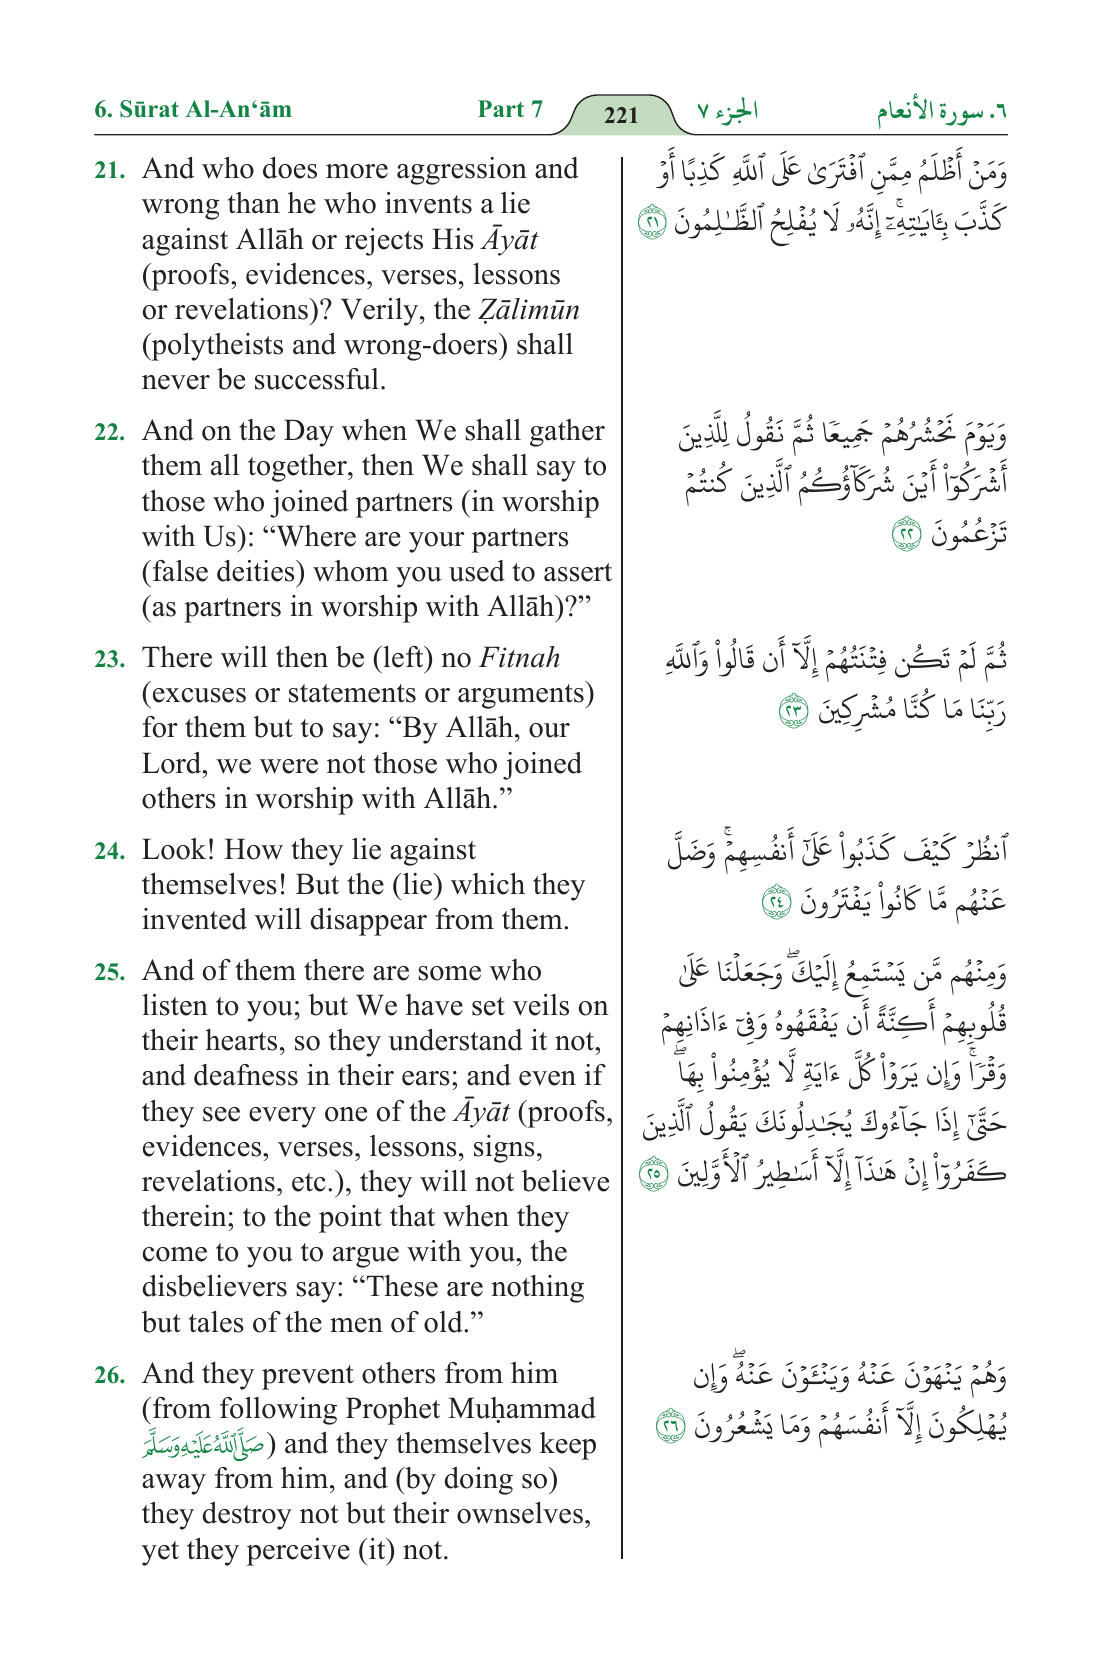 6. Sūrat Al-An‘ām Part 7 221 الجزء ٧ ٦. سورة الأنعام
21. And who does more aggression and
wrong than he who invents a lie
against Allāh or rejects His Āyāt
(proofs, evidences, verses, lessons
or revelations)? Verily, the Ẓālimūn
(polytheists and wrong-doers) shall
never be successful.
وَمَنۡ أَظۡلَمُ مِمَّنِ ٱفۡتَرَىٰ عَلَى ٱللَّهِ كَذِبًا أَوۡ
كَذَّبَ بِـَٔايَـٰتِهِۦٓۚ إِنَّهُۥ لَا يُفۡلِحُ ٱلظَّـٰلِمُونَ ٢١
22. And on the Day when We shall gather
them all together, then We shall say to
those who joined partners (in worship
with Us): “Where are your partners
(false deities) whom you used to assert
(as partners in worship with Allāh)?”
وَيَوۡمَ نَحۡشُرُهُمۡ جَمِيعٗا ثُمَّ نَقُولُ لِلَّذِينَ
أَشۡرَكُوٓاْ أَيۡنَ شُرَكَآؤُكُمُ ٱلَّذِينَ كُنتُمۡ
تَزۡعُمُونَ ٢٢
23. There will then be (left) no Fitnah
(excuses or statements or arguments)
for them but to say: “By Allāh, our
Lord, we were not those who joined
others in worship with Allāh.”
ثُمَّ لَمۡ تَكُن فِتۡنَتُهُمۡ إِلَّآ أَن قَالُواْ وَٱللَّهِ
رَبِّنَا مَا كُنَّا مُشۡرِكِينَ ٢٣
24. Look! How they lie against
themselves! But the (lie) which they
invented will disappear from them.
ٱنظُرۡ كَيۡفَ كَذَبُواْ عَلَىٰٓ أَنفُسِهِمۡۚ وَضَلَّ
عَنۡهُم مَّا كَانُواْ يَفۡتَرُونَ ٢٤
25. And of them there are some who
listen to you; but We have set veils on
their hearts, so they understand it not,
and deafness in their ears; and even if
they see every one of the Āyāt (proofs,
evidences, verses, lessons, signs,
revelations, etc.), they will not believe
therein; to the point that when they
come to you to argue with you, the
disbelievers say: “These are nothing
but tales of the men of old.”
وَمِنۡهُم مَّن يَسۡتَمِعُ إِلَيۡكَۖ وَجَعَلۡنَا عَلَىٰ
قُلُوبِهِمۡ أَكِنَّةً أَن يَفۡقَهُوهُ وَفِيٓ ءَاذَانِهِمۡ
وَقۡرٗاۚ وَإِن يَرَوۡاْ كُلَّ ءَايَةٖ لَّا يُؤۡمِنُواْ بِهَاۖ
حَتَّىٰٓ إِذَا جَآءُوكَ يُجَـٰدِلُونَكَ يَقُولُ ٱلَّذِينَ
كَفَرُوٓاْ إِنۡ هَـٰذَآ إِلَّآ أَسَـٰطِيرُ ٱلۡأَوَّلِينَ ٢٥
26. And they prevent others from him
(from following Prophet Muḥammad
صَلَّى ٱللَّهُ عَلَيْهِ وَسَلَّمَ) and they themselves keep
away from him, and (by doing so)
they destroy not but their ownselves,
yet they perceive (it) not.
وَهُمۡ يَنۡهَوۡنَ عَنۡهُ وَيَنۡـَٔوۡنَ عَنۡهُۖ وَإِن
يُهۡلِكُونَ إِلَّآ أَنفُسَهُمۡ وَمَا يَشۡعُرُونَ ٢٦